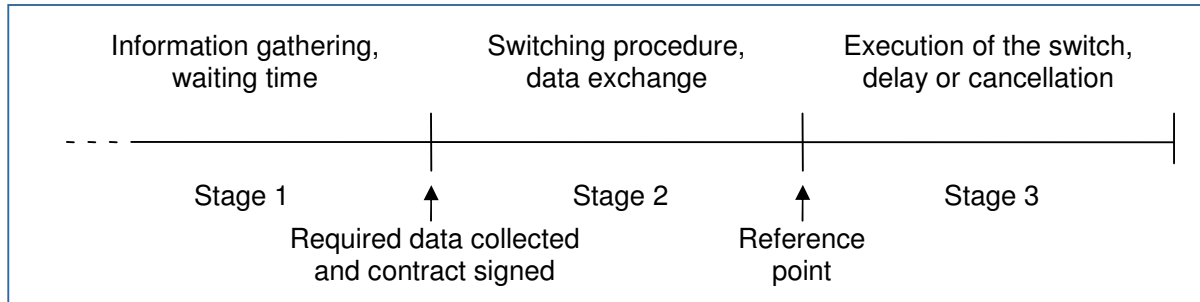 Information gathering,
waiting time
Switching procedure,
data exchange
Execution of the switch,
delay or cancellation
Stage 1
Stage 2
Stage 3
Required data collected
and contract signed
Reference
point